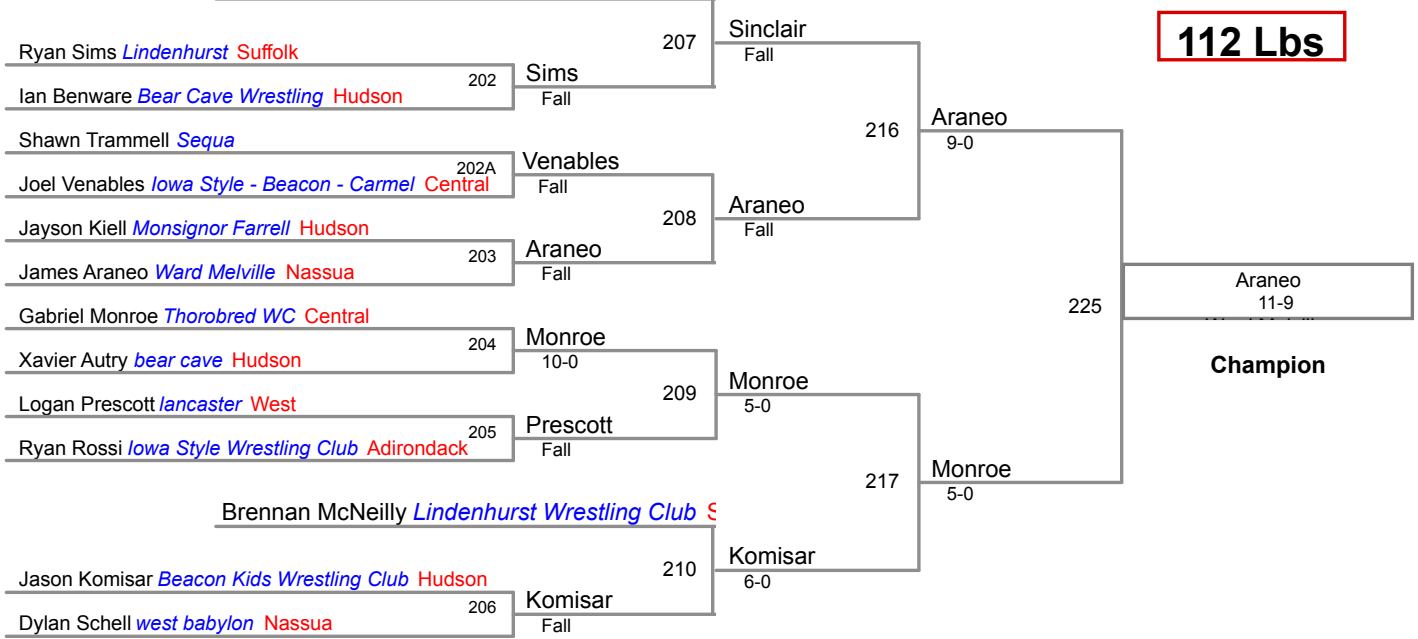 112 Lbs
Ryan Sims Lindenhurst Suffolk
202
Ian Benware Bear Cave Wrestling Hudson
Sims
Fall
207
Sinclair
Fall
Shawn Trammell Sequa
202A
Joel Venables Iowa Style - Beacon - Carmel Central
Venables
Fall
Jayson Kiell Monsignor Farrell Hudson
203
James Araneo Ward Melville Nassua
Araneo
Fall
208
Araneo
Fall
216
Araneo
9-0
Gabriel Monroe Thorobred WC Central
204
Xavier Autry bear cave Hudson
Monroe
10-0
Logan Prescott lancaster West
205
Ryan Rossi Iowa Style Wrestling Club Adirondack
Prescott
Fall
209
Monroe
5-0
Brennan McNeilly Lindenhurst Wrestling Club
Jason Komisar Beacon Kids Wrestling Club Hudson
206
Dylan Schell west babylon Nassua
Komisar
Fall
210
Komisar
6-0
217
Monroe
5-0
225
Araneo
11-9
Champion